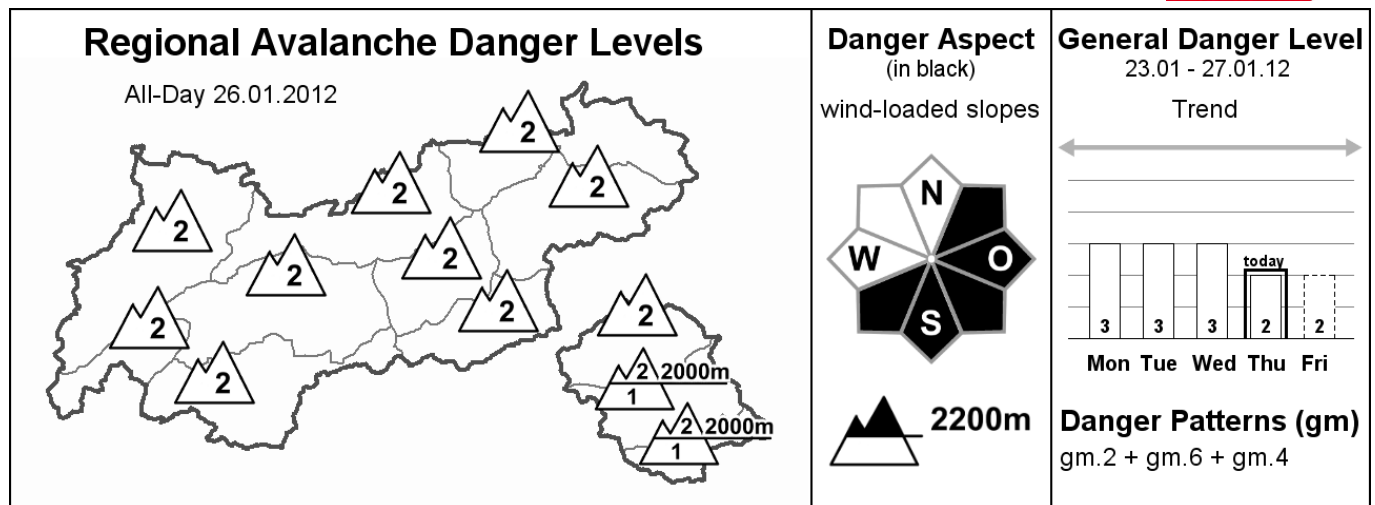 Regional Avalanche Danger Levels
All-Day 26.01.2012
2
2
2
2
2
2
2
2
2
2
2
2 2000m
1
2 2000m
1
Danger Aspect
(in black)
wind-loaded slopes
N
W O
S
2200m
General Danger Level
23.01 - 27.01.12
Trend
today
3 3 3 2 2
Mon Tue Wed Thu Fri
Danger Patterns (gm)
gm.2 + gm.6 + gm.4